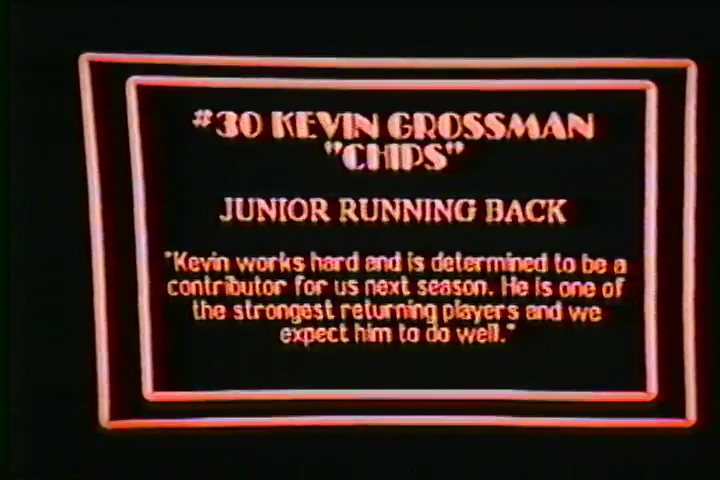 #30 KEVIN GROSSMAN
"CHIPS"
JUNIOR RUNNING BACK
"Kevin works hard and is determined to be a
contributor for us next season. He is one of
the strongest returning players and we
expect him to do well."